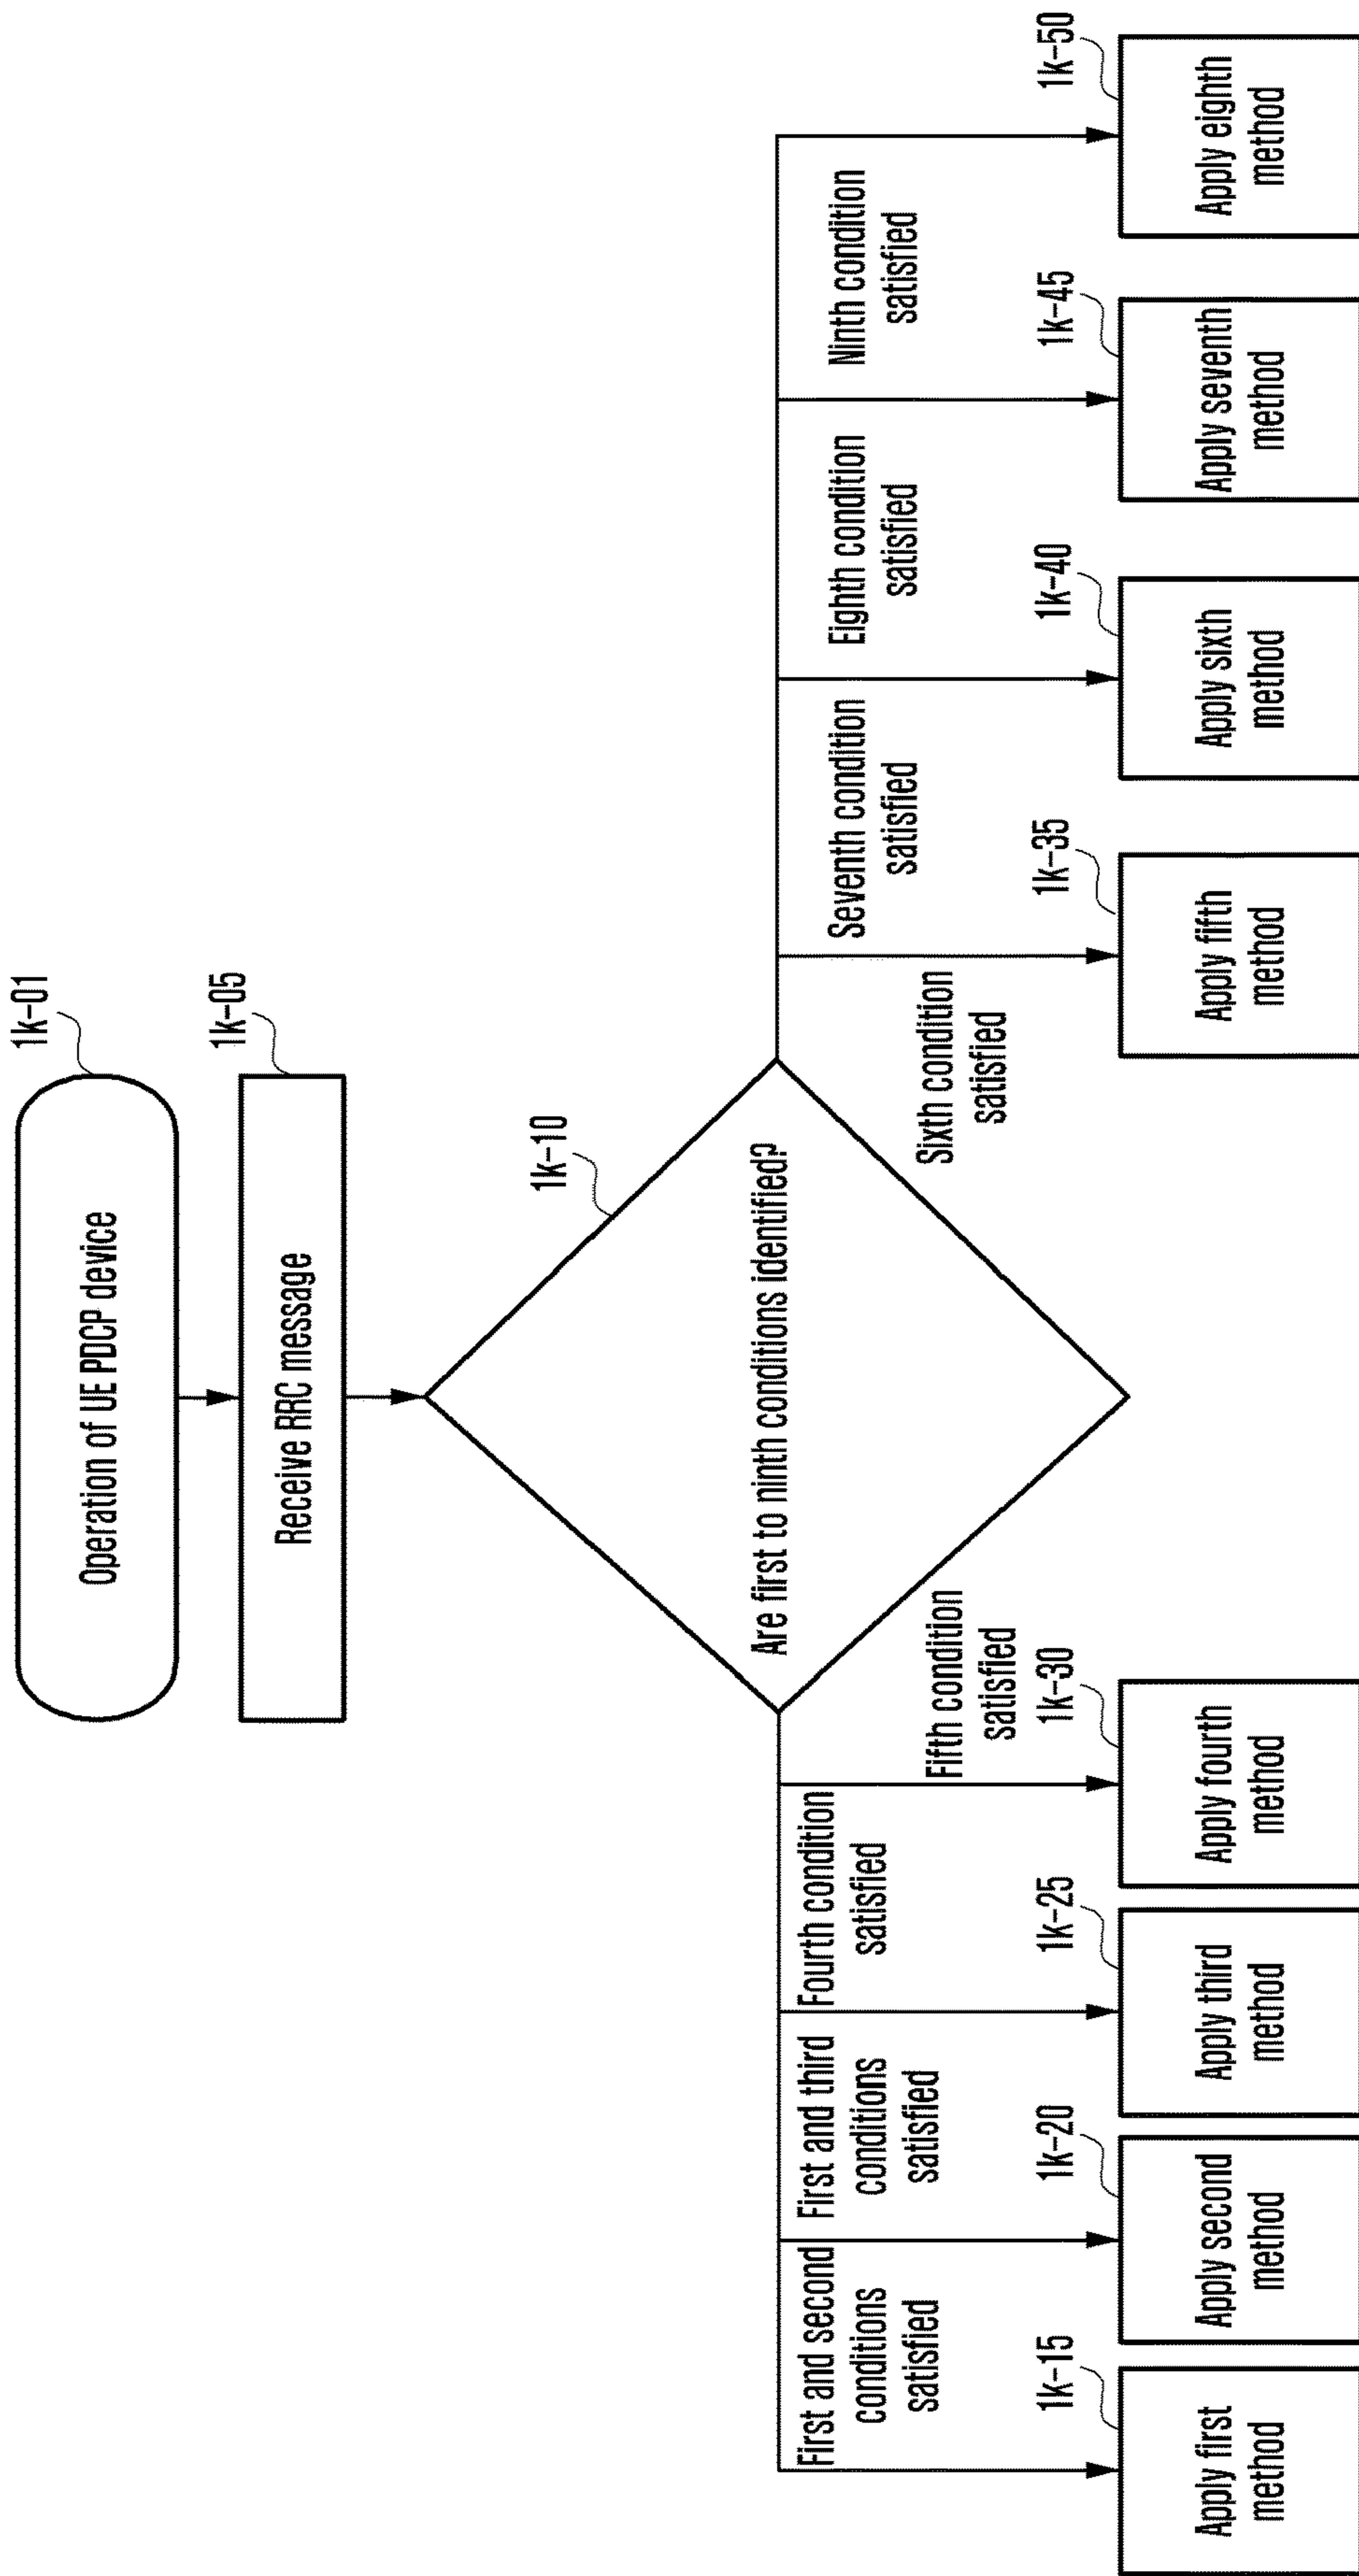 1k-01
Operation of UE PDCP device
1k-05
Receive RRC message
1k-10
Are first to ninth conditions identified?
First and second
conditions
satisfied
First and third
conditions
satisfied
Fourth condition
satisfied
Fifth condition
satisfied
Sixth condition
satisfied
Seventh condition
satisfied
Eighth condition
satisfied
Ninth condition
satisfied
1k-15
Apply first
method
1k-20
Apply second
method
1k-25
Apply third
method
1k-30
Apply fourth
method
1k-35
Apply fifth
method
1k-40
Apply sixth
method
1k-45
Apply seventh
method
1k-50
Apply eighth
method